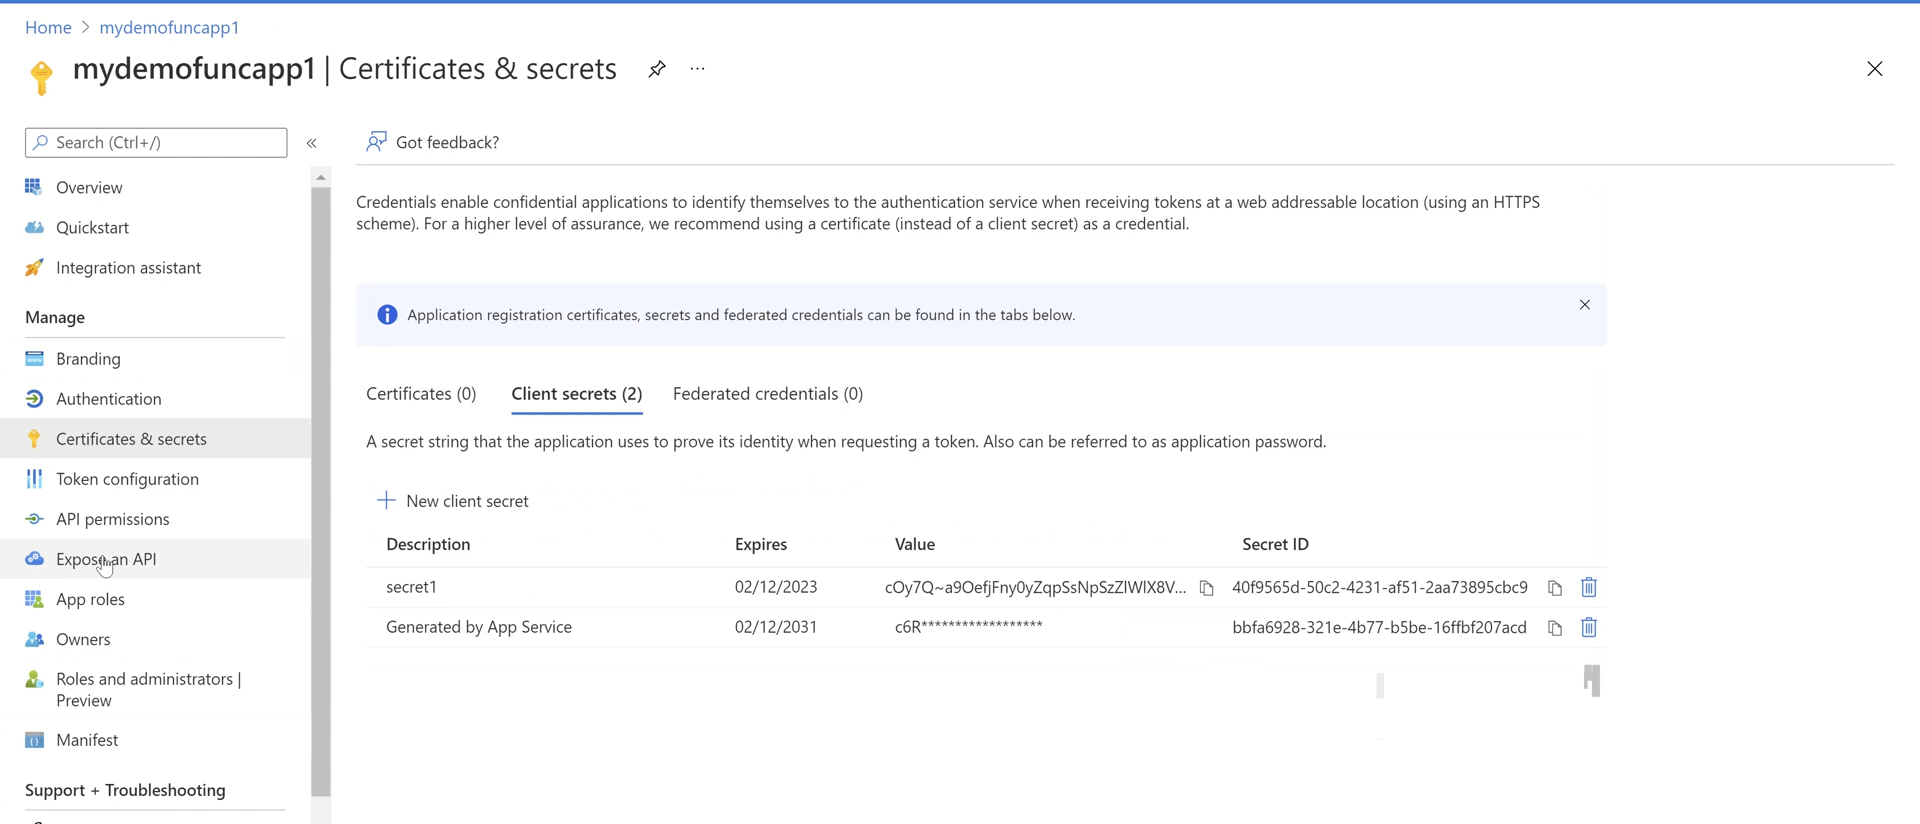 Home > mydemofuncapp1
mydemofuncapp1 | Certificates & secrets
Search (Ctrl+/)
Overview
Quickstart
Integration assistant
Manage
Branding
Authentication
Certificates & secrets
Token configuration
API permissions
Expose an API
App roles
Owners
Roles and administrators |
Preview
Manifest
Support + Troubleshooting
Got feedback?
Credentials enable confidential applications to identify themselves to the authentication service when receiving tokens at a web addressable location (using an HTTPS
scheme). For a higher level of assurance, we recommend using a certificate (instead of a client secret) as a credential.
Application registration certificates, secrets and federated credentials can be found in the tabs below.
Certificates (0) Client secrets (2) Federated credentials (0)
A secret string that the application uses to prove its identity when requesting a token. Also can be referred to as application password.
New client secret
Description Expires Value Secret ID
secret1 02/12/2023 cOy7Q~a9OefjFny0yZqpSsNpSzZlWlX8V... 40f9565d-50c2-4231-af51-2aa73895cbc9
Generated by App Service 02/12/2031 c6R****************** bbfa6928-321e-4b77-b5be-16ffbf207acd